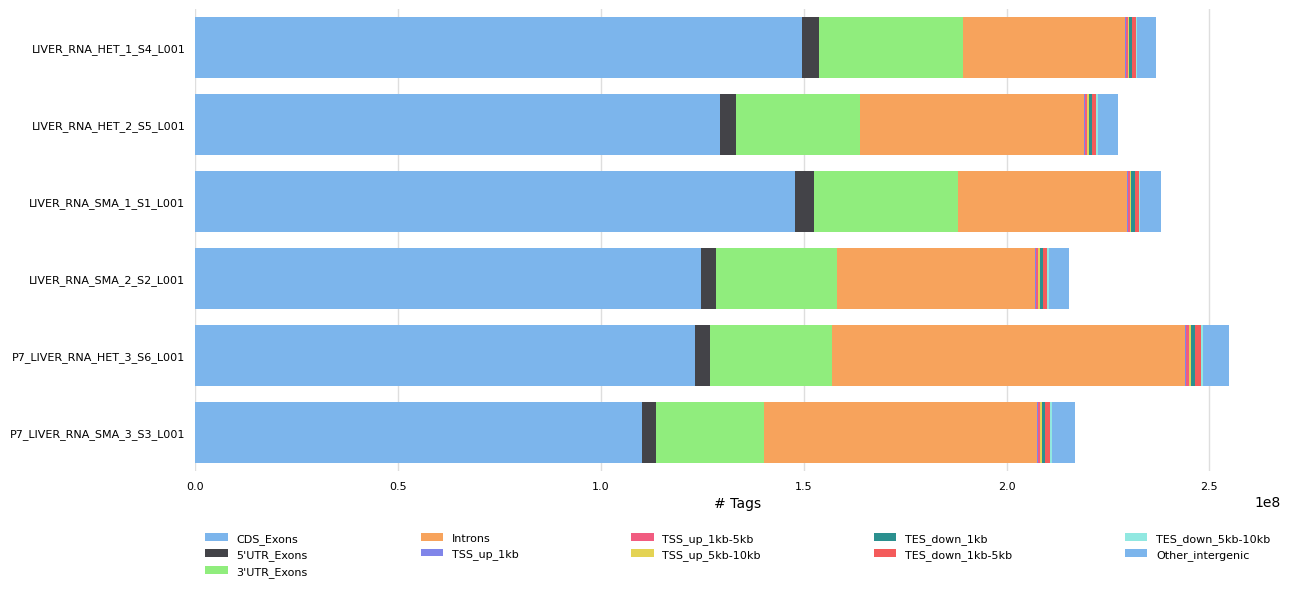 LIVER_RNA_HET_1_S4_L001
LIVER_RNA_HET_2_S5_L001
LIVER_RNA_SMA_1_S1_L001
LIVER_RNA_SMA_2_S2_L001
P7_LIVER_RNA_HET_3_S6_L001
P7_LIVER_RNA_SMA_3_S3_L001
0.0 0.5 1.0 1.5 2.0 2.5
# Tags 1e8
CDS_Exons Introns TSS_up_1kb-5kb TES_down_1kb TES_down_5kb-10kb
5'UTR_Exons TSS_up_1kb TSS_up_5kb-10kb TES_down_1kb-5kb Other_intergenic
3'UTR_Exons